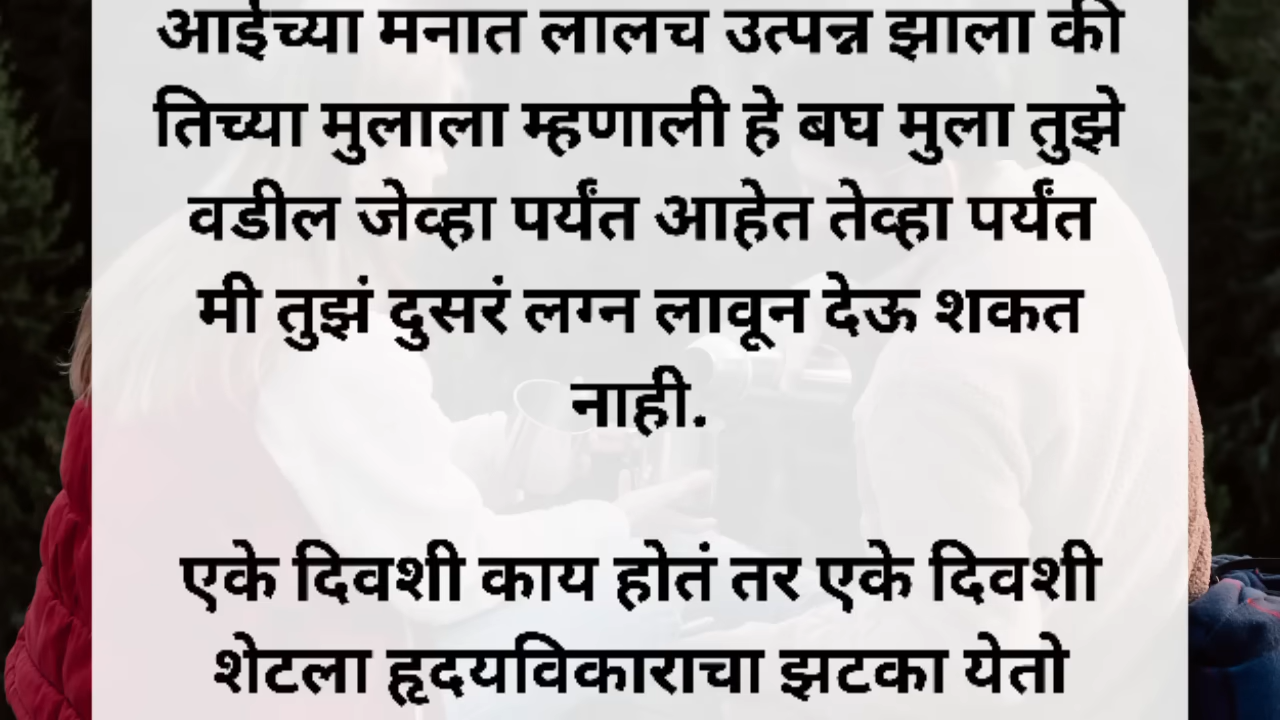 आईच्या मनात लालच उत्पन्न झाला की
तिच्या मुलाला म्हणाली हे बघ मुला तुझे
वडील जेव्हा पर्यंत आहेत तेव्हा पर्यंत
मी तुझं दुसरं लग्न लावून देऊ शकत
नाही.
एके दिवशी काय होतं तर एके दिवशी
शेटला हृदयविकाराचा झटका येतो